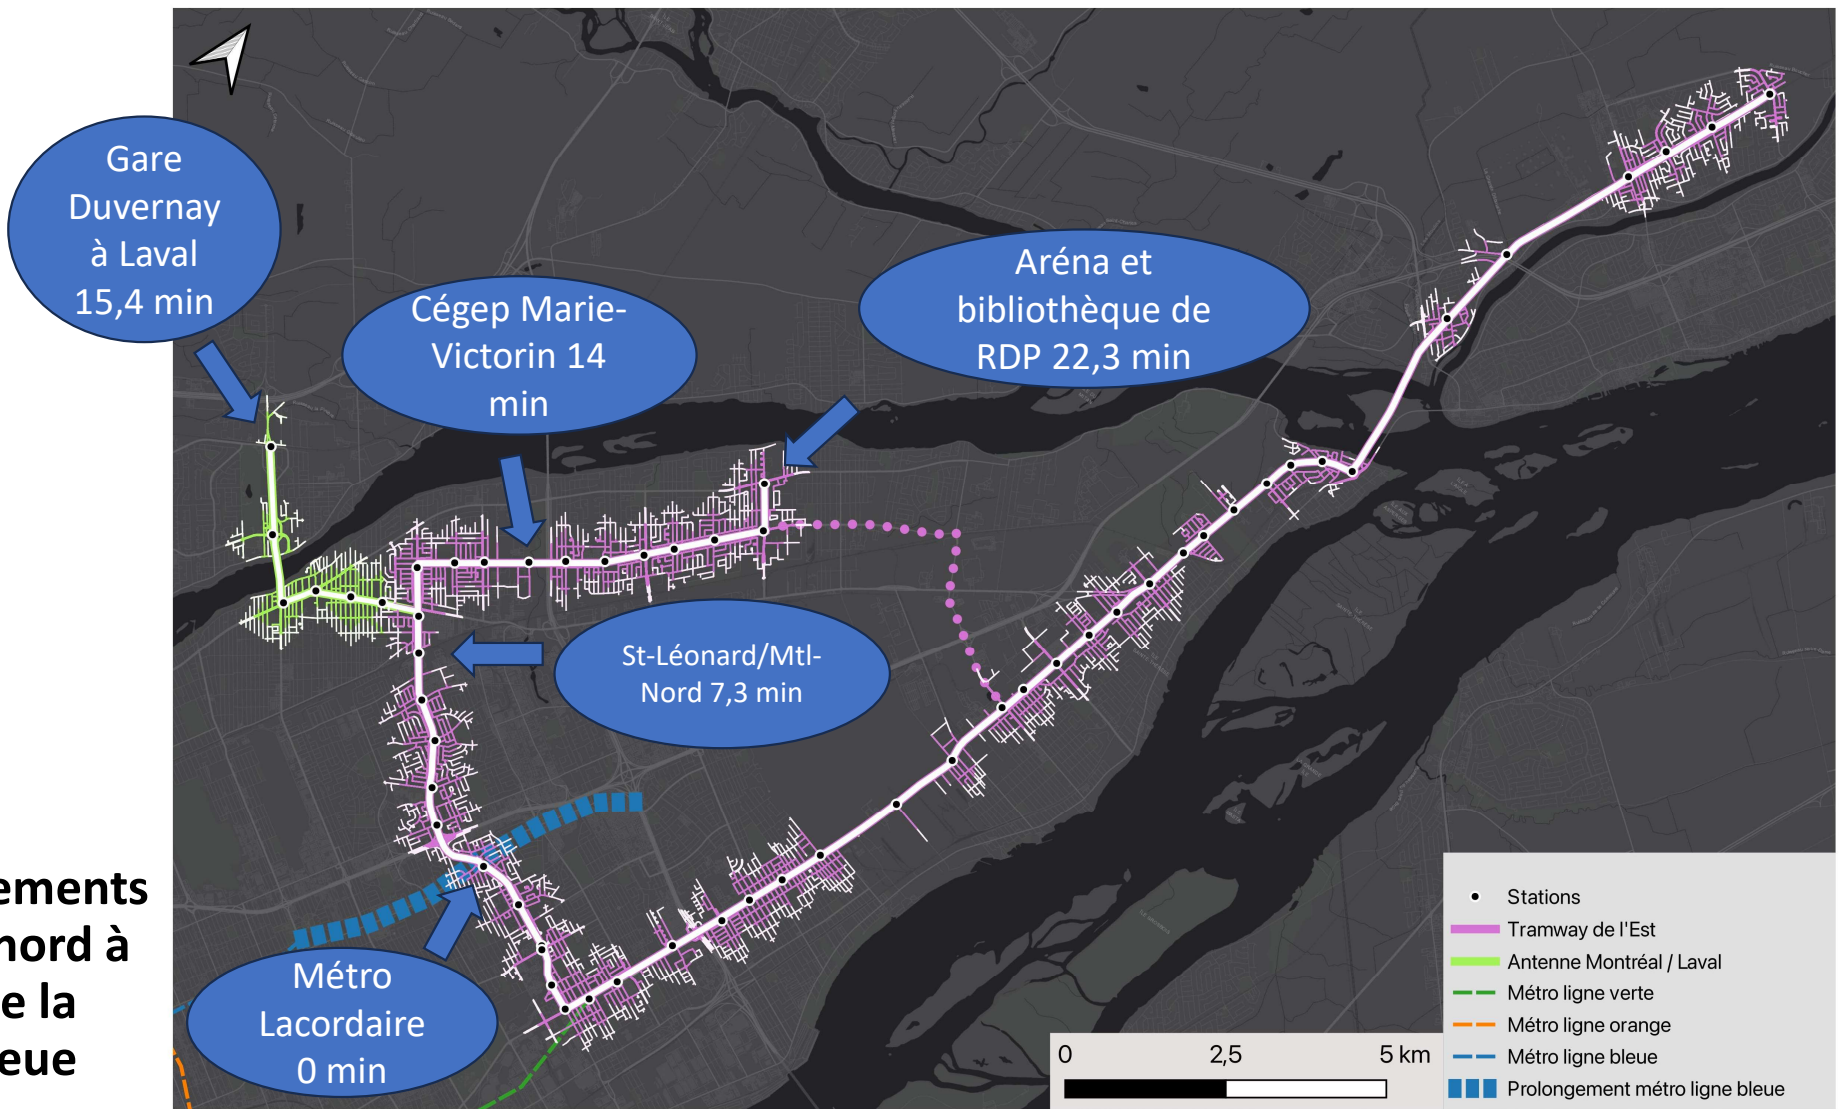 Gare
Duvernay
à Laval
15,4 min
Cégep Marie-
Victorin 14
min
Aréna et
bibliothèque de
RDP 22,3 min
St-Léonard/Mtl-
Nord 7,3 min
ements
nord à
e la
eue
Métro
Lacordaire
0 min
0 2,5 5 km
Stations
Tramway de l'Est
Antenne Montréal / Laval
Métro ligne verte
Métro ligne orange
Métro ligne bleue
Prolongement métro ligne bleue